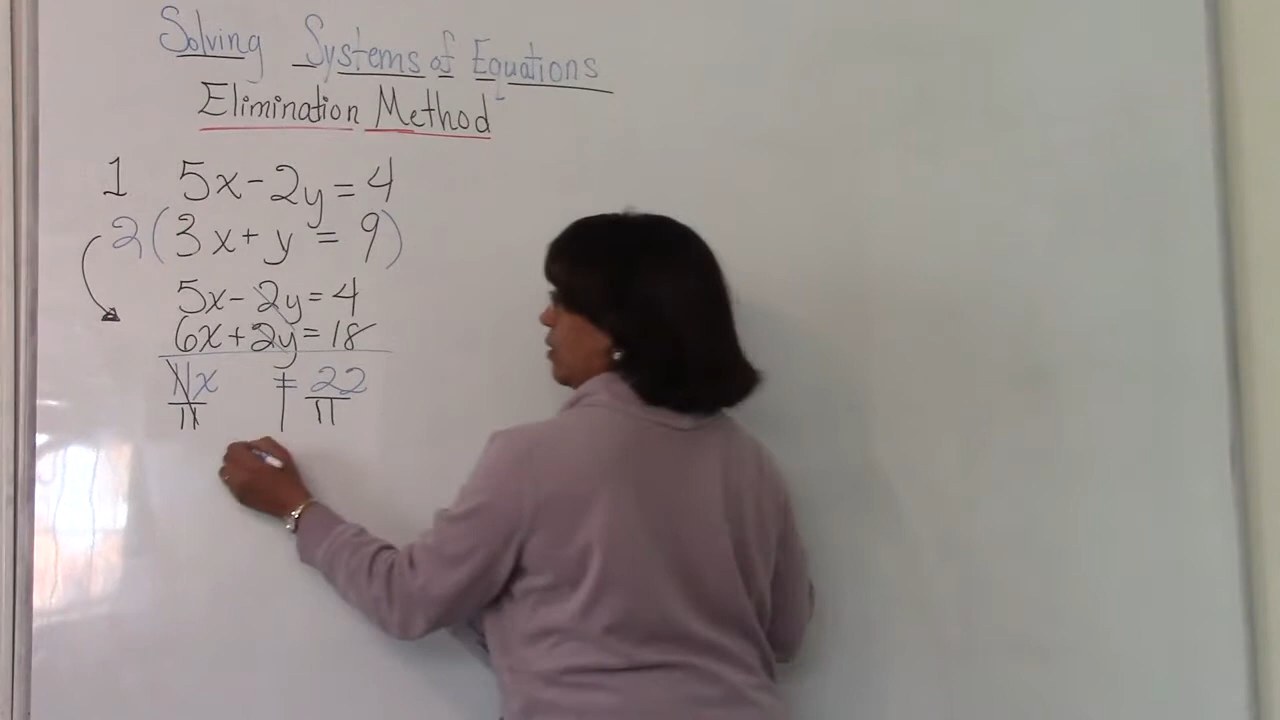 Solving Systems of Equations
Elimination Method
1 5x-2y=4
2(3x+y=9)
5x-2y=4
6x+2y=18
11x = 22
11 11